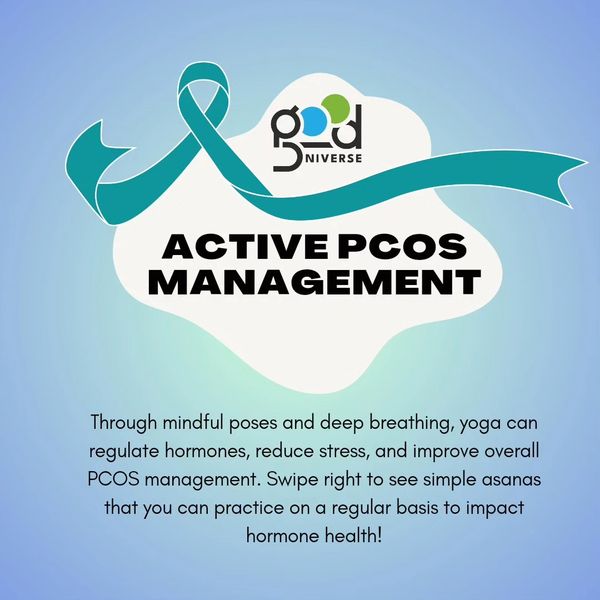 good
UNIVERSE
ACTIVE PCOS
MANAGEMENT
Through mindful poses and deep breathing, yoga can
regulate hormones, reduce stress, and improve overall
PCOS management. Swipe right to see simple asanas
that you can practice on a regular basis to impact
hormone health!